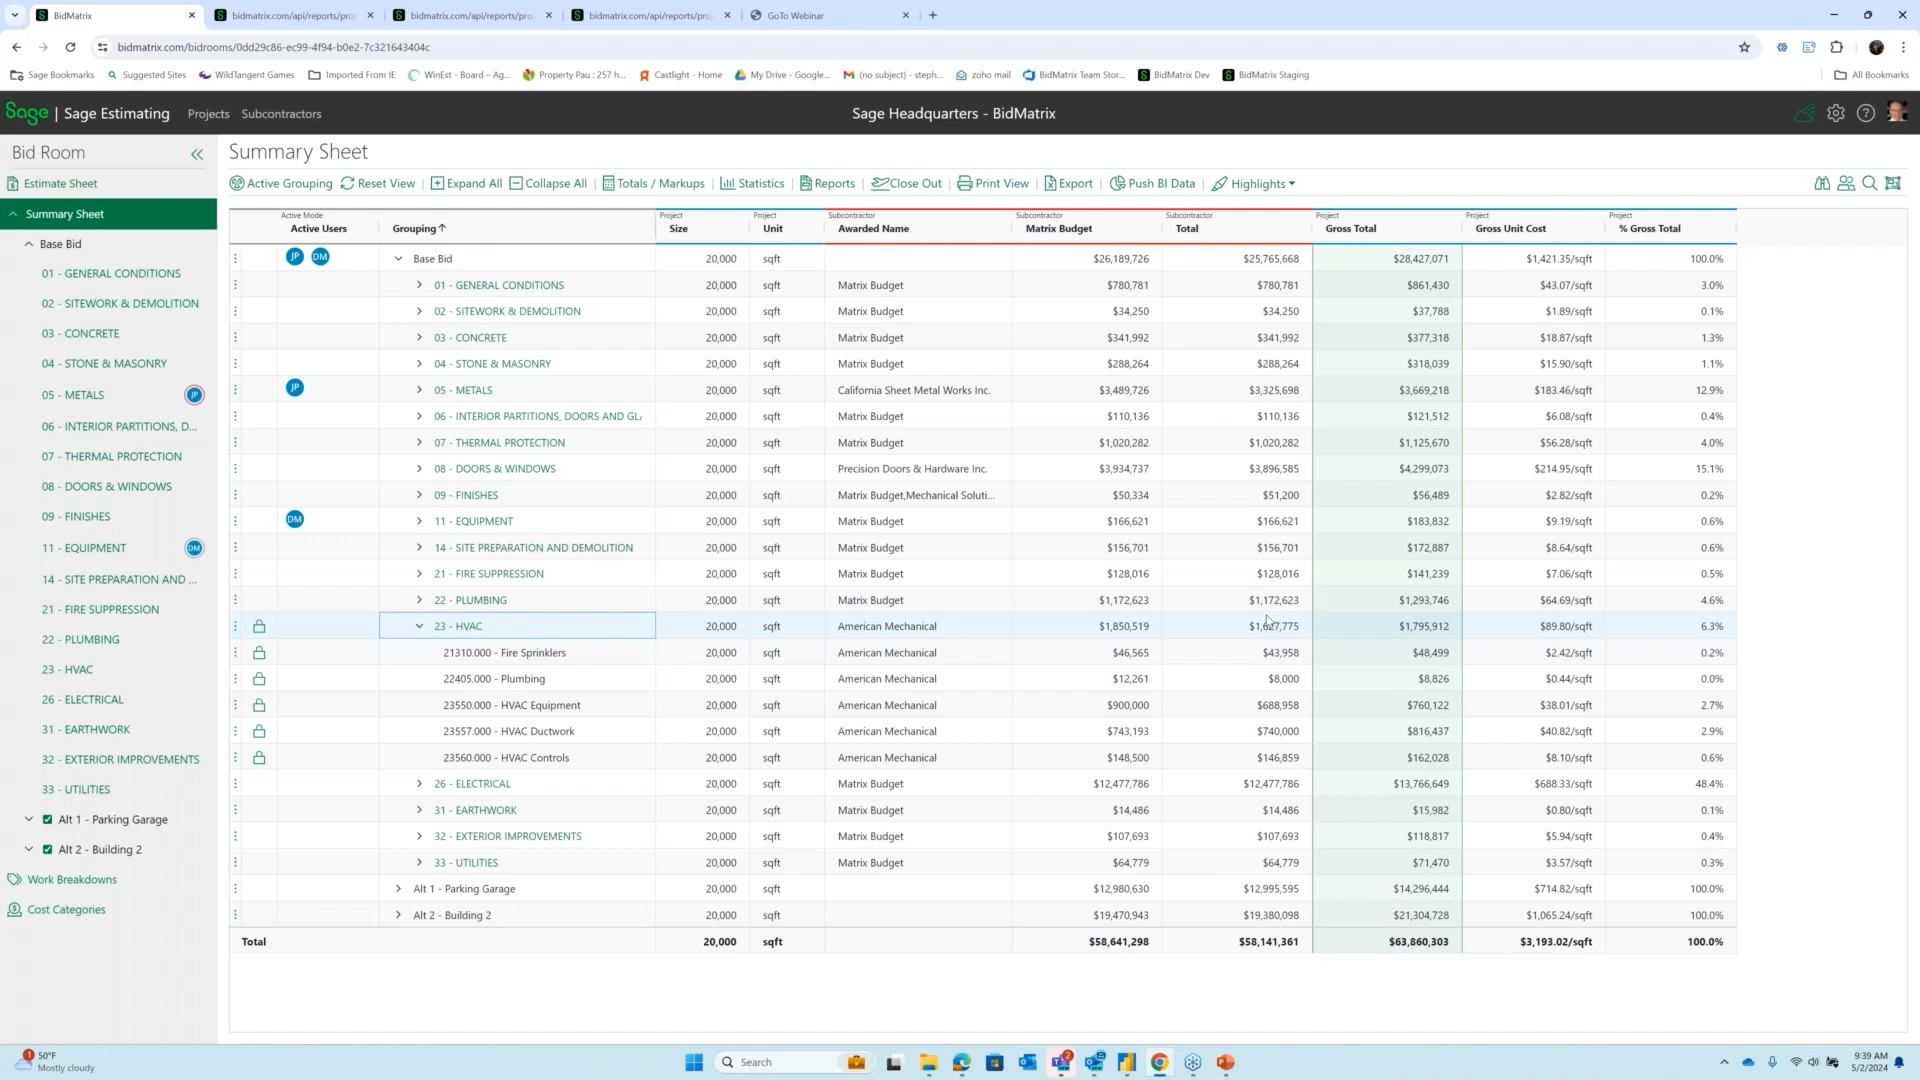 BidMatrix
bidmatrix.com/api/reports/pro
bidmatrix.com/api/reports/pro
bidmatrix.com/api/reports/pro
GoTo Webinar
bidmatrix.com/bidrooms/0dd29c86-ec99-4f94-b0e2-7c321643404c
Sage Bookmarks
Suggested Sites
WildTangent Games
Imported From IE
WinEst - Board – Ag...
Property Pau : 257 h...
Castlight - Home
My Drive - Google...
(no subject) - steph...
zoho mail
BidMatrix Team Stor...
BidMatrix Dev
BidMatrix Staging
All Bookmarks
Sage | Sage Estimating
Projects
Subcontractors
Sage Headquarters - BidMatrix
Bid Room
Estimate Sheet
Summary Sheet
Base Bid
01 - GENERAL CONDITIONS
02 - SITEWORK & DEMOLITION
03 - CONCRETE
04 - STONE & MASONRY
05 - METALS JP
06 - INTERIOR PARTITIONS, D...
07 - THERMAL PROTECTION
08 - DOORS & WINDOWS
09 - FINISHES
11 - EQUIPMENT DM
14 - SITE PREPARATION AND ...
21 - FIRE SUPPRESSION
22 - PLUMBING
23 - HVAC
26 - ELECTRICAL
31 - EARTHWORK
32 - EXTERIOR IMPROVEMENTS
33 - UTILITIES
Alt 1 - Parking Garage
Alt 2 - Building 2
Work Breakdowns
Cost Categories
Summary Sheet
Active Grouping Reset View Expand All Collapse All Totals / Markups Statistics Reports Close Out Print View Export Push BI Data Highlights
Active Mode Project Project Subcontractor Subcontractor Subcontractor Project Project Project
Active Users Grouping Size Unit Awarded Name Matrix Budget Total Gross Total Gross Unit Cost % Gross Total
JP DM Base Bid 20,000 sqft $26,189,726 $25,765,668 $28,427,071 $1,421.35/sqft 100.0%
01 - GENERAL CONDITIONS 20,000 sqft Matrix Budget $780,781 $780,781 $861,430 $43.07/sqft 3.0%
02 - SITEWORK & DEMOLITION 20,000 sqft Matrix Budget $34,250 $34,250 $37,788 $1.89/sqft 0.1%
03 - CONCRETE 20,000 sqft Matrix Budget $341,992 $341,992 $377,318 $18.87/sqft 1.3%
04 - STONE & MASONRY 20,000 sqft Matrix Budget $288,264 $288,264 $318,039 $15.90/sqft 1.1%
JP 05 - METALS 20,000 sqft California Sheet Metal Works Inc. $3,489,726 $3,325,698 $3,669,218 $183.46/sqft 12.9%
06 - INTERIOR PARTITIONS, DOORS AND GL 20,000 sqft Matrix Budget $110,136 $110,136 $121,512 $6.08/sqft 0.4%
07 - THERMAL PROTECTION 20,000 sqft Matrix Budget $1,020,282 $1,020,282 $1,125,670 $56.28/sqft 4.0%
08 - DOORS & WINDOWS 20,000 sqft Precision Doors & Hardware Inc. $3,934,737 $3,896,585 $4,299,073 $214.95/sqft 15.1%
09 - FINISHES 20,000 sqft Matrix Budget,Mechanical Soluti... $50,334 $51,200 $56,489 $2.82/sqft 0.2%
DM 11 - EQUIPMENT 20,000 sqft Matrix Budget $166,621 $166,621 $183,832 $9.19/sqft 0.6%
14 - SITE PREPARATION AND DEMOLITION 20,000 sqft Matrix Budget $156,701 $156,701 $172,887 $8.64/sqft 0.6%
21 - FIRE SUPPRESSION 20,000 sqft Matrix Budget $128,016 $128,016 $141,239 $7.06/sqft 0.5%
22 - PLUMBING 20,000 sqft Matrix Budget $1,172,623 $1,172,623 $1,293,746 $64.69/sqft 4.6%
23 - HVAC 20,000 sqft American Mechanical $1,850,519 $1,627,775 $1,795,912 $89.80/sqft 6.3%
21310.000 - Fire Sprinklers 20,000 sqft American Mechanical $46,565 $43,958 $48,499 $2.42/sqft 0.2%
22405.000 - Plumbing 20,000 sqft American Mechanical $12,261 $8,000 $8,826 $0.44/sqft 0.0%
23550.000 - HVAC Equipment 20,000 sqft American Mechanical $900,000 $688,958 $760,122 $38.01/sqft 2.7%
23557.000 - HVAC Ductwork 20,000 sqft American Mechanical $743,193 $740,000 $816,437 $40.82/sqft 2.9%
23560.000 - HVAC Controls 20,000 sqft American Mechanical $148,500 $146,859 $162,028 $8.10/sqft 0.6%
26 - ELECTRICAL 20,000 sqft Matrix Budget $12,477,786 $12,477,786 $13,766,649 $688.33/sqft 48.4%
31 - EARTHWORK 20,000 sqft Matrix Budget $14,486 $14,486 $15,982 $0.80/sqft 0.1%
32 - EXTERIOR IMPROVEMENTS 20,000 sqft Matrix Budget $107,693 $107,693 $118,817 $5.94/sqft 0.4%
33 - UTILITIES 20,000 sqft Matrix Budget $64,779 $64,779 $71,470 $3.57/sqft 0.3%
Alt 1 - Parking Garage 20,000 sqft $12,980,630 $12,995,595 $14,296,444 $714.82/sqft 100.0%
Alt 2 - Building 2 20,000 sqft $19,470,943 $19,380,098 $21,304,728 $1,065.24/sqft 100.0%
Total 20,000 sqft $58,641,298 $58,141,361 $63,860,303 $3,193.02/sqft 100.0%
1 50°F
Mostly cloudy
Search
2
9:39 AM
5/2/2024